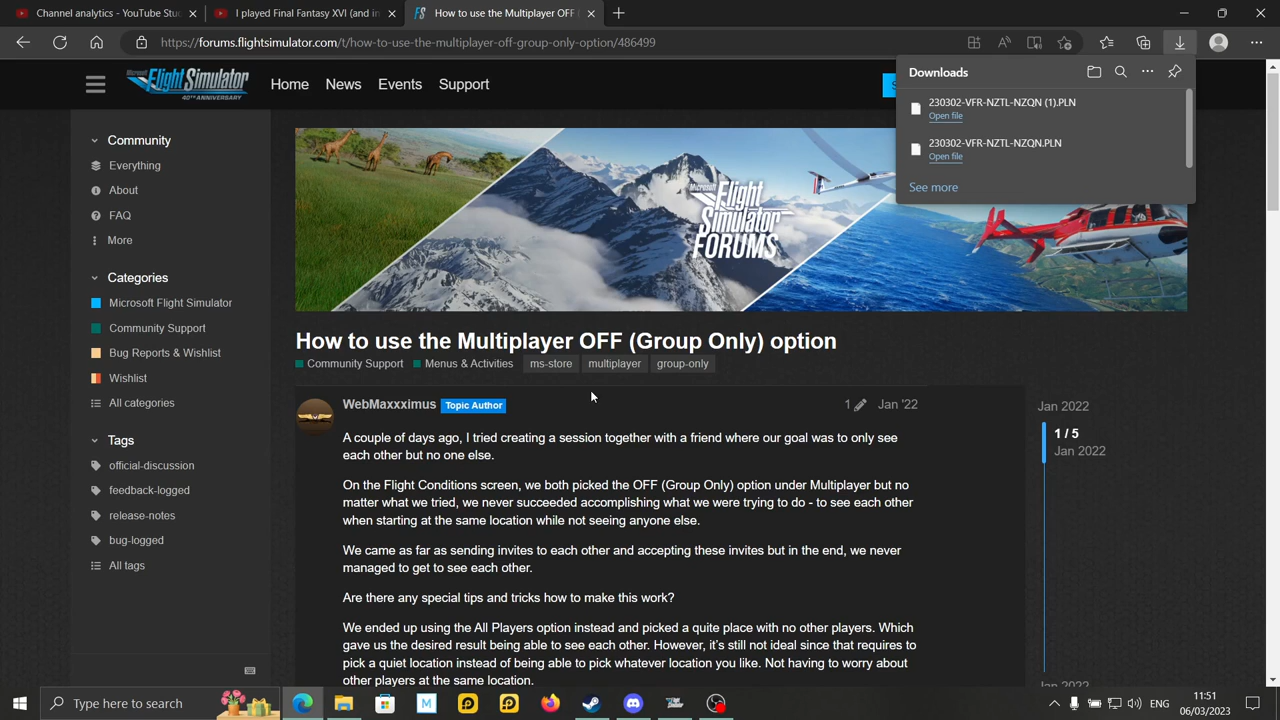 Channel analytics - YouTube Stu
I played Final Fantasy XVI (and in
How to use the Multiplayer OFF
https://forums.flightsimulator.com/t/how-to-use-the-multiplayer-off-group-only-option/486499
Microsoft
Flight Simulator
40TH ANNIVERSARY
Home News Events Support
Downloads
230302-VFR-NZTL-NZQN (1).PLN
Open file
230302-VFR-NZTL-NZQN.PLN
Open file
See more
Community
Everything
About
FAQ
More
Categories
Microsoft Flight Simulator
Community Support
Bug Reports & Wishlist
Wishlist
All categories
Tags
official-discussion
feedback-logged
release-notes
bug-logged
All tags
Microsoft
Flight
Simulator
FORUMS
How to use the Multiplayer OFF (Group Only) option
Community Support Menus & Activities ms-store multiplayer group-only
WebMaxxximus Topic Author 1 Jan '22
A couple of days ago, I tried creating a session together with a friend where our goal was to only see
each other but no one else.
On the Flight Conditions screen, we both picked the OFF (Group Only) option under Multiplayer but no
matter what we tried, we never succeeded accomplishing what we were trying to do - to see each other
when starting at the same location while not seeing anyone else.
We came as far as sending invites to each other and accepting these invites but in the end, we never
managed to get to see each other.
Are there any special tips and tricks how to make this work?
We ended up using the All Players option instead and picked a quite place with no other players. Which
gave us the desired result being able to see each other. However, it's still not ideal since that requires to
pick a quiet location instead of being able to pick whatever location you like. Not having to worry about
other players at the same location.
Jan 2022
1 / 5
Jan 2022
Type here to search
ENG
11:51
06/03/2023